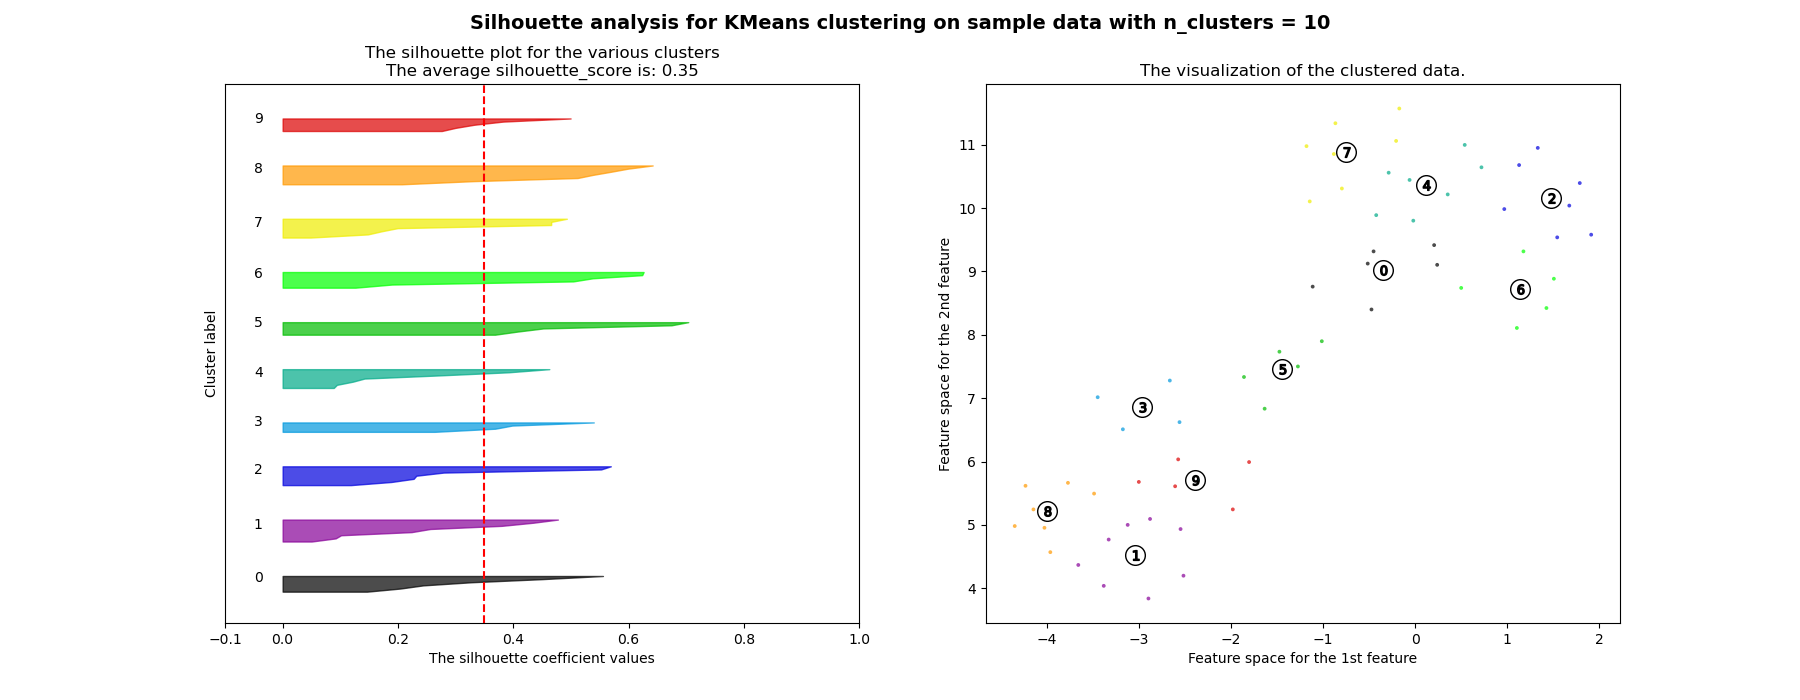 Silhouette analysis for KMeans clustering on sample data with n_clusters = 10
The silhouette plot for the various clusters
The average silhouette_score is: 0.35
Cluster label
9
8
7
6
5
4
3
2
1
0
−0.1 0.0 0.2 0.4 0.6 0.8 1.0
The silhouette coefficient values
The visualization of the clustered data.
Feature space for the 2nd feature
11
10
9
8
7
6
5
4
7
4
2
0
6
5
3
9
8
1
−4 −3 −2 −1 0 1 2
Feature space for the 1st feature